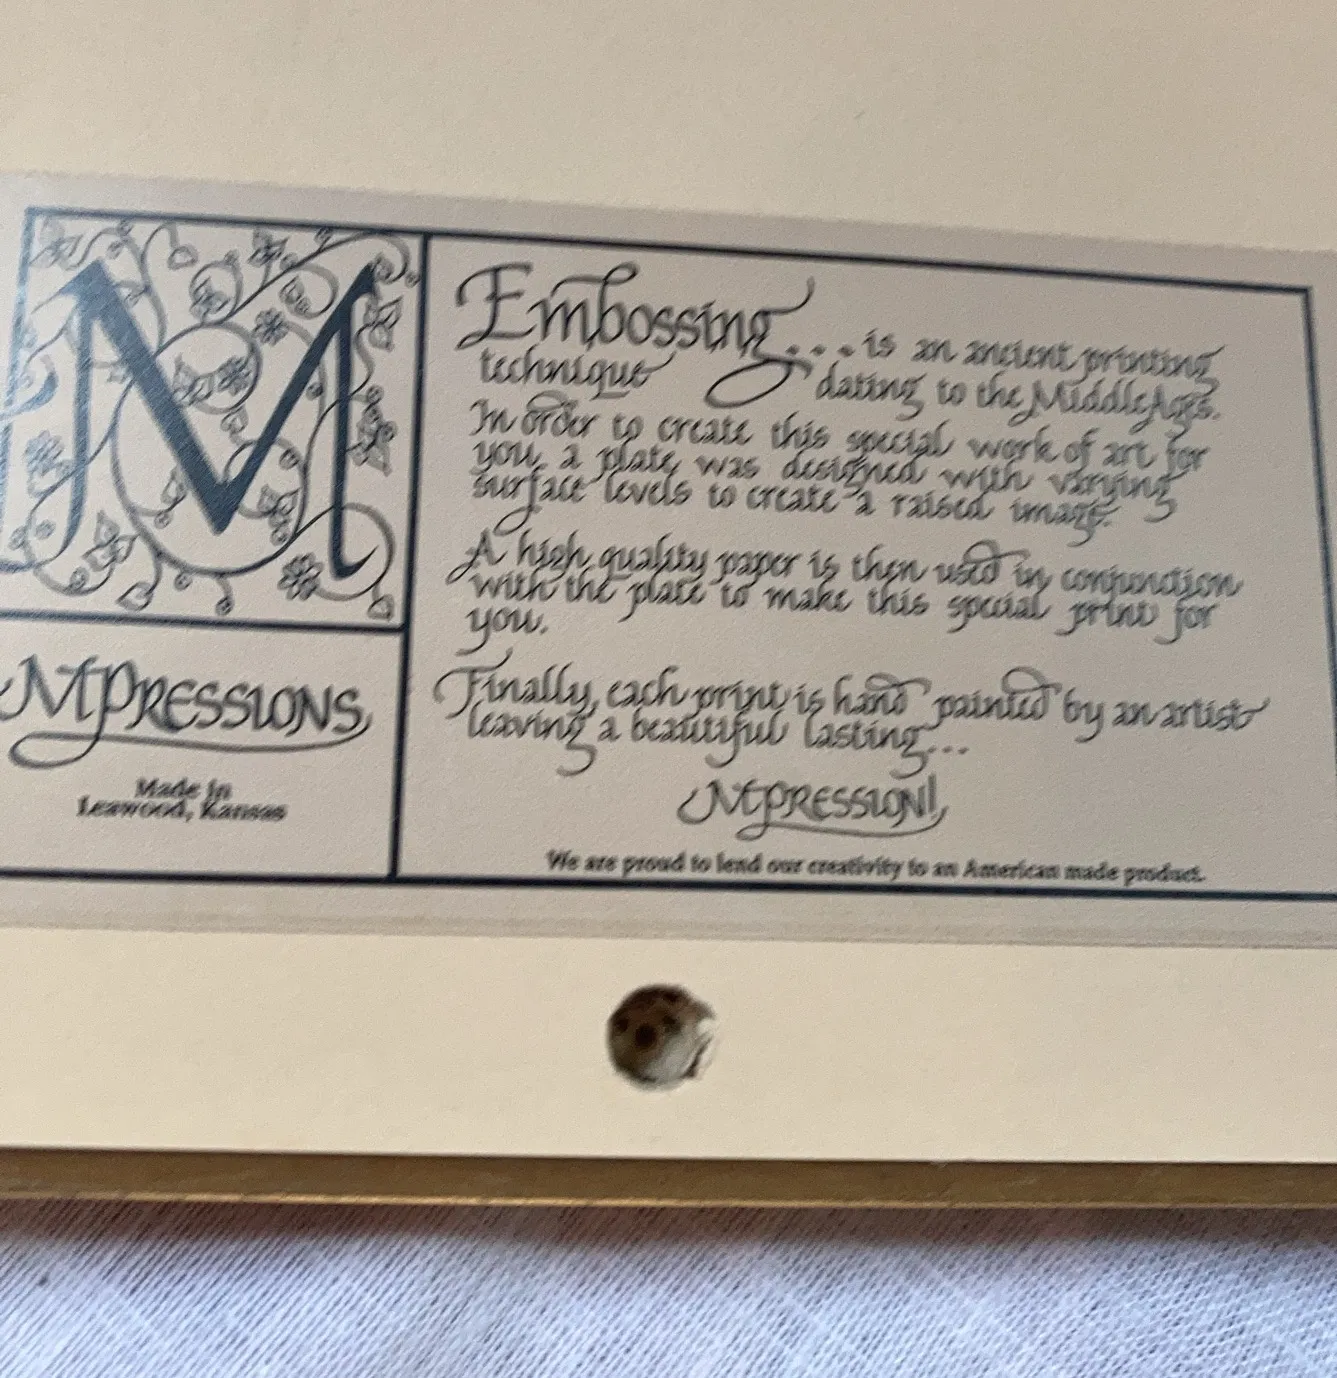 M
MPRESSIONS
Made in
Leawood, Kansas
Embossing... is an ancient printing
technique dating to the Middle Ages.
In order to create this special work of art for
you, a plate was designed with varying
surface levels to create a raised image.
A high quality paper is then used in conjunction
with the plate to make this special print for
you.
Finally, each print is hand painted by an artist
leaving a beautiful lasting...
MPRESSION!
We are proud to lend our creativity to an American made product.